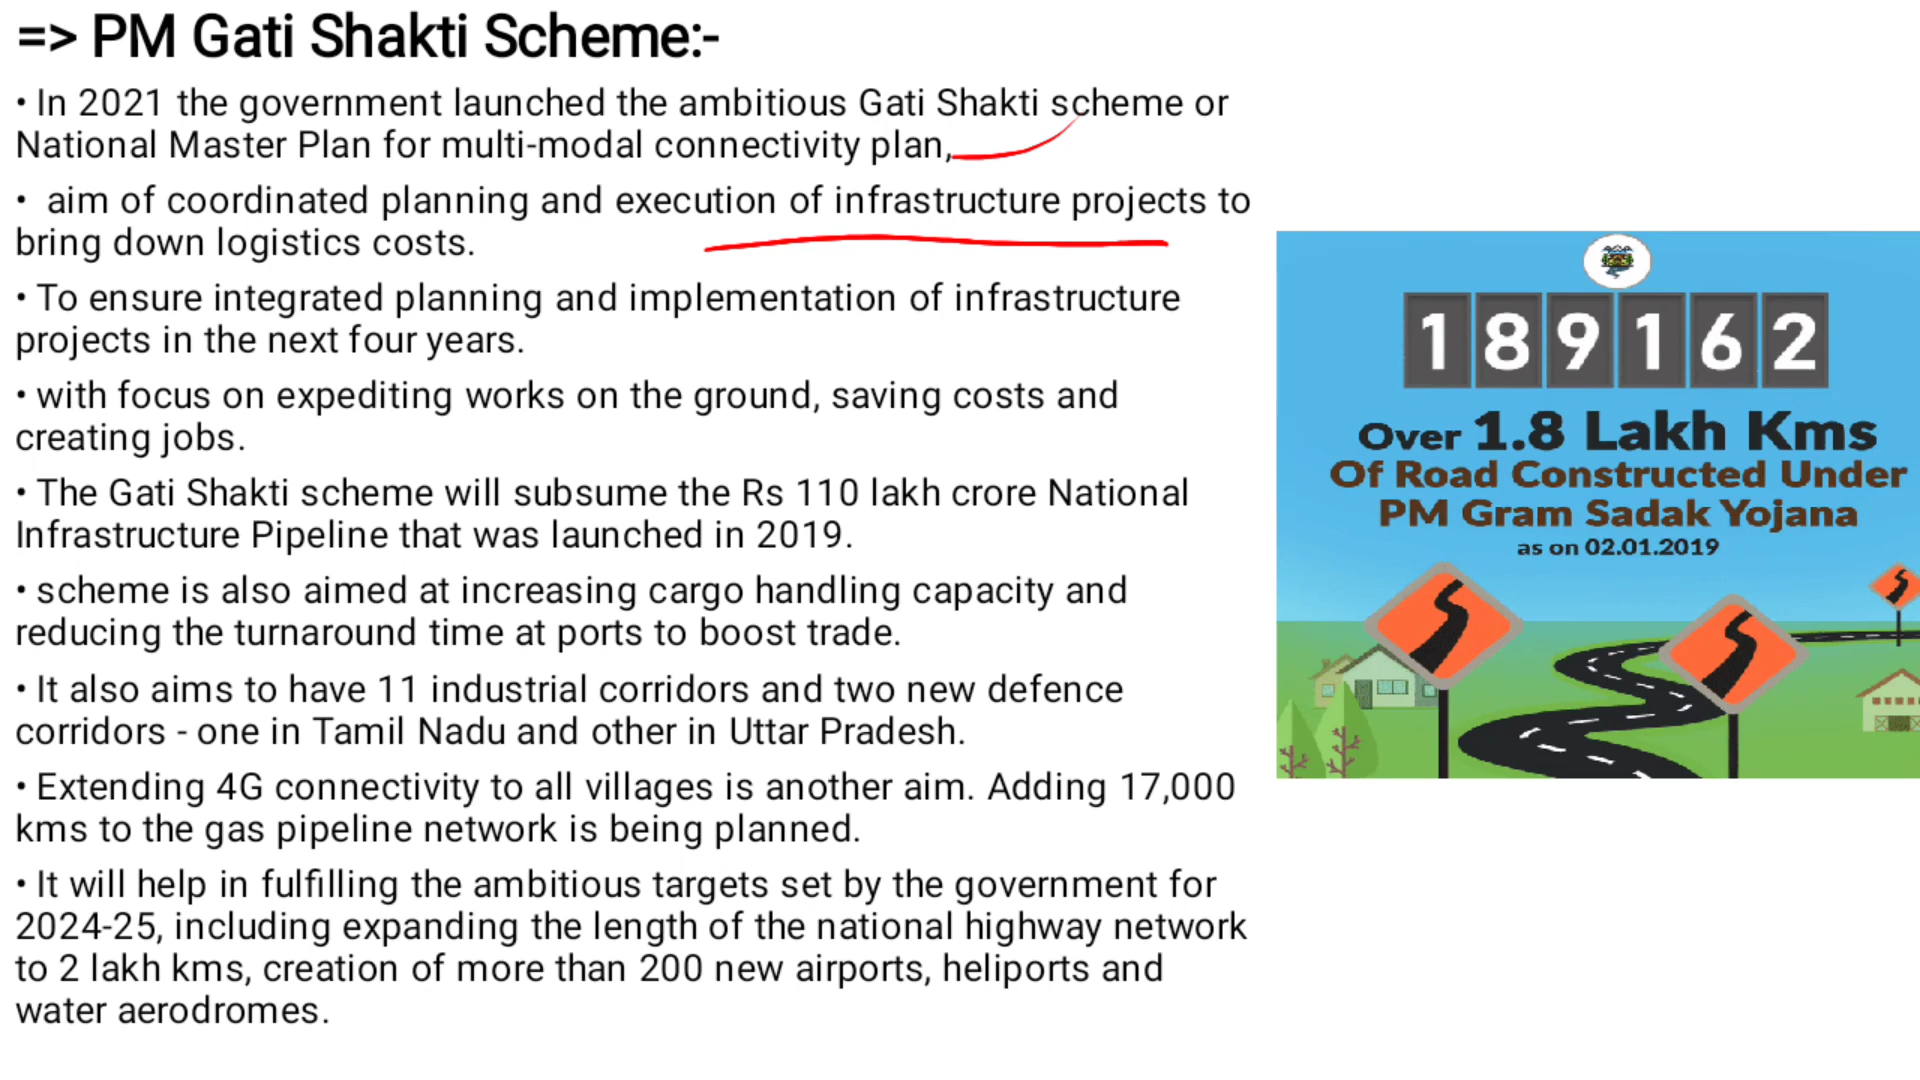 => PM Gati Shakti Scheme:-
• In 2021 the government launched the ambitious Gati Shakti scheme or
National Master Plan for multi-modal connectivity plan,
• aim of coordinated planning and execution of infrastructure projects to
bring down logistics costs.
• To ensure integrated planning and implementation of infrastructure
projects in the next four years.
• with focus on expediting works on the ground, saving costs and
creating jobs.
• The Gati Shakti scheme will subsume the Rs 110 lakh crore National
Infrastructure Pipeline that was launched in 2019.
• scheme is also aimed at increasing cargo handling capacity and
reducing the turnaround time at ports to boost trade.
• It also aims to have 11 industrial corridors and two new defence
corridors - one in Tamil Nadu and other in Uttar Pradesh.
• Extending 4G connectivity to all villages is another aim. Adding 17,000
kms to the gas pipeline network is being planned.
• It will help in fulfilling the ambitious targets set by the government for
2024-25, including expanding the length of the national highway network
to 2 lakh kms, creation of more than 200 new airports, heliports and
water aerodromes.
189162
Over 1.8 Lakh Kms
Of Road Constructed Under
PM Gram Sadak Yojana
as on 02.01.2019